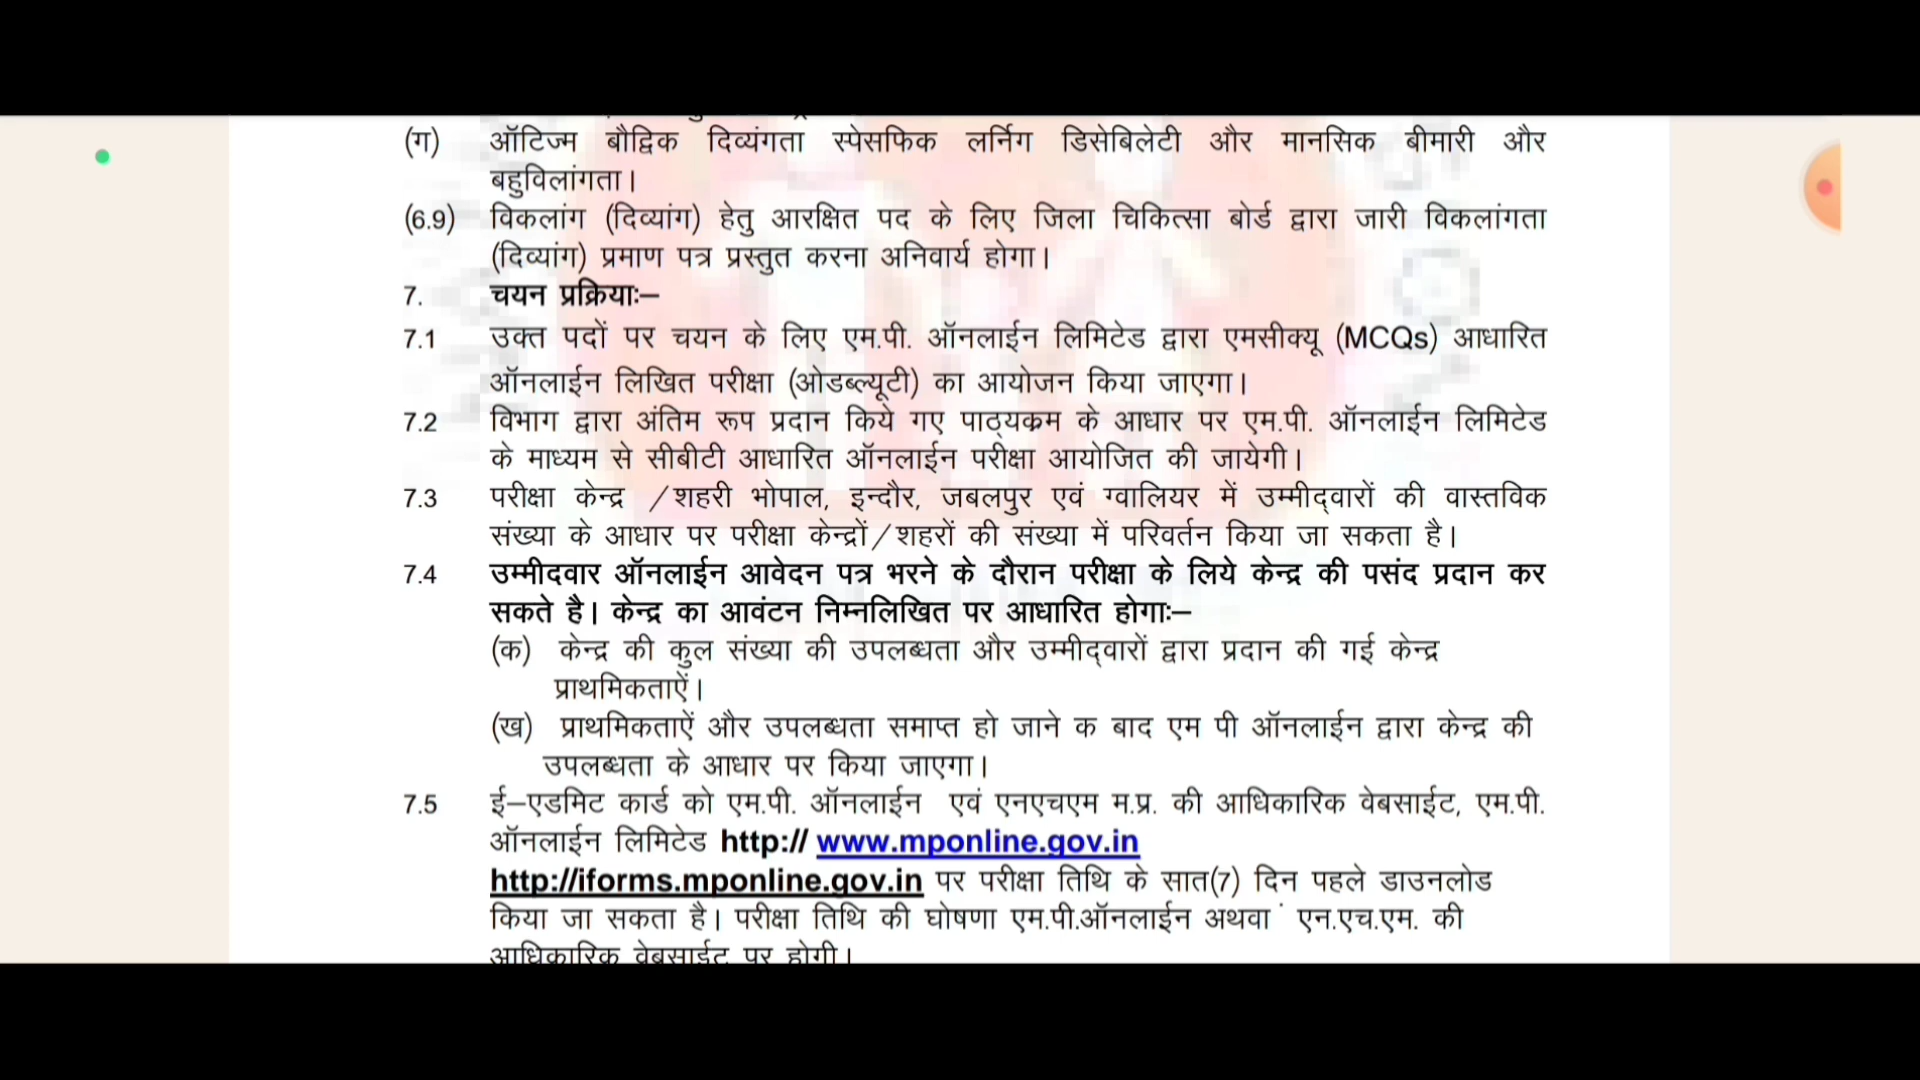 (ग) ऑटिज्म बौद्विक दिव्यंगता स्पेसफिक लर्निग डिसेबिलेटी और मानसिक बीमारी और
बहुविलांगता।
(6.9) विकलांग (दिव्यांग) हेतु आरक्षित पद के लिए जिला चिकित्सा बोर्ड द्वारा जारी विकलांगता
(दिव्यांग) प्रमाण पत्र प्रस्तुत करना अनिवार्य होगा।
7. चयन प्रक्रियाः–
7.1 उक्त पदों पर चयन के लिए एम.पी. ऑनलाईन लिमिटेड द्वारा एमसीक्यू (MCQs) आधारित
ऑनलाईन लिखित परीक्षा (ओडब्ल्यूटी) का आयोजन किया जाएगा।
7.2 विभाग द्वारा अंतिम रूप प्रदान किये गए पाठ्यकम के आधार पर एम.पी. ऑनलाईन लिमिटेड
के माध्यम से सीबीटी आधारित ऑनलाईन परीक्षा आयोजित की जायेगी।
7.3 परीक्षा केन्द्र /शहरी भोपाल, इन्दौर, जबलपुर एवं ग्वालियर में उम्मीद्वारों की वास्तविक
संख्या के आधार पर परीक्षा केन्द्रों/शहरों की संख्या में परिवर्तन किया जा सकता है।
7.4 उम्मीदवार ऑनलाईन आवेदन पत्र भरने के दौरान परीक्षा के लिये केन्द्र की पसंद प्रदान कर
सकते है। केन्द्र का आवंटन निम्नलिखित पर आधारित होगाः–
(क) केन्द्र की कुल संख्या की उपलब्धता और उम्मीद्वारों द्वारा प्रदान की गई केन्द्र
प्राथमिकताऐं।
(ख) प्राथमिकताऐं और उपलब्धता समाप्त हो जाने क बाद एम पी ऑनलाईन द्वारा केन्द्र की
उपलब्धता के आधार पर किया जाएगा।
7.5 ई–एडमिट कार्ड को एम.पी. ऑनलाईन एवं एनएचएम म.प्र. की आधिकारिक वेबसाईट, एम.पी.
ऑनलाईन लिमिटेड http:// www.mponline.gov.in
http://iforms.mponline.gov.in पर परीक्षा तिथि के सात(7) दिन पहले डाउनलोड
किया जा सकता है। परीक्षा तिथि की घोषणा एम.पी.ऑनलाईन अथवा एन.एच.एम. की
आधिकारिक वेबसाईट पर होगी।